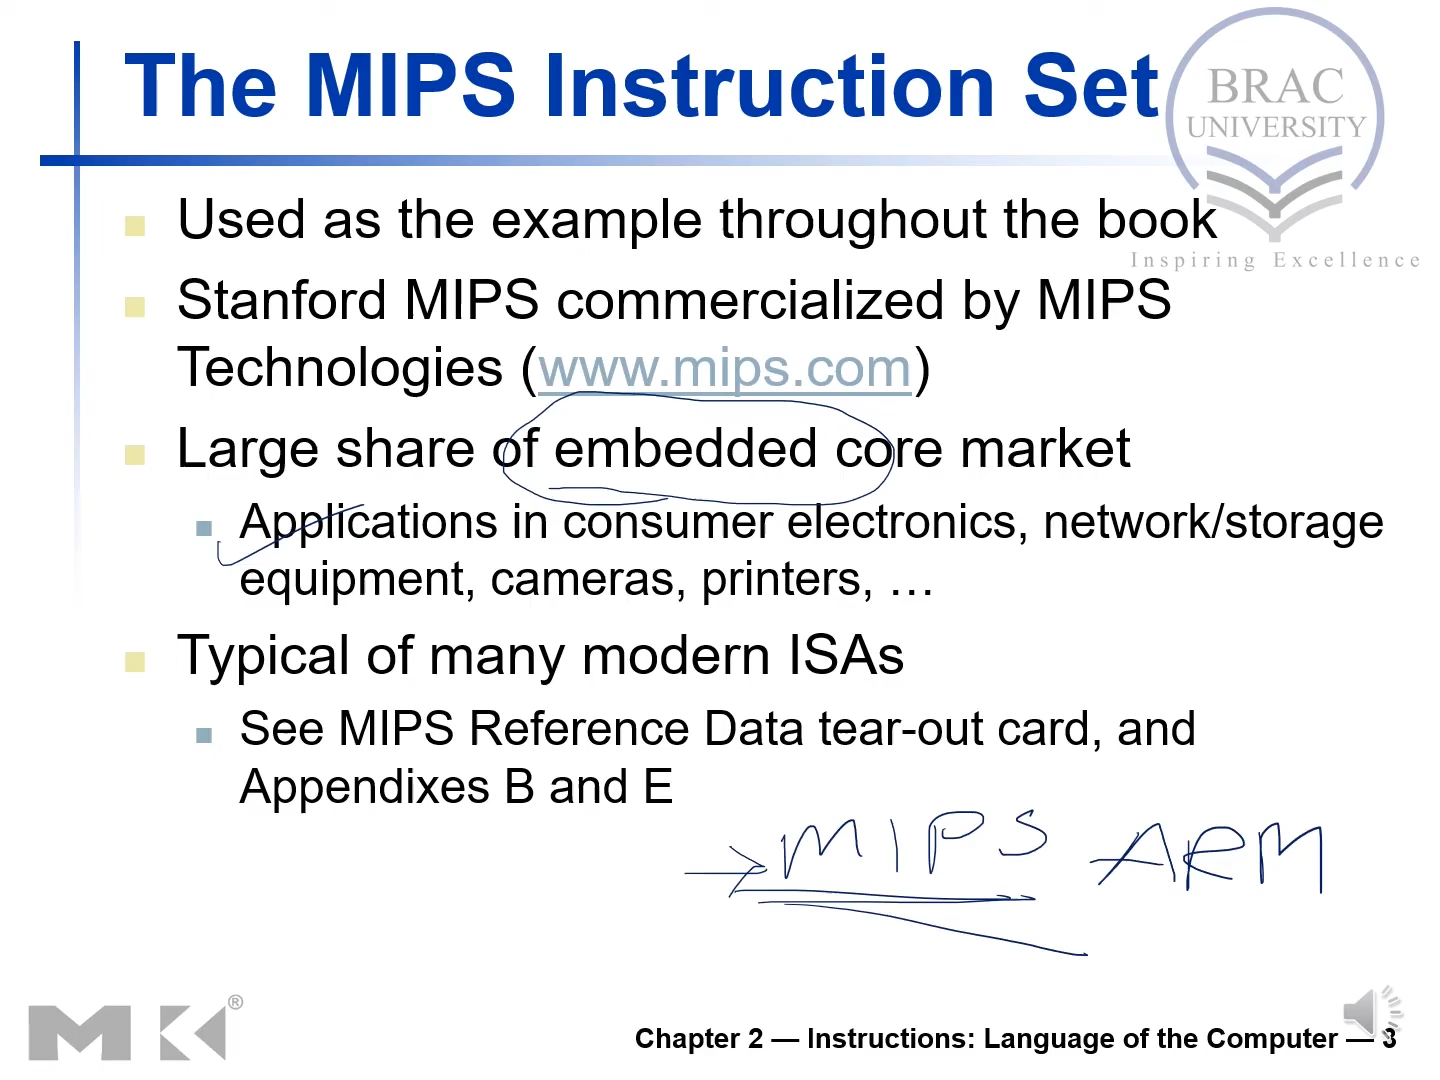 The MIPS Instruction Set
BRAC
UNIVERSITY
Inspiring Excellence
Used as the example throughout the book
Stanford MIPS commercialized by MIPS
Technologies (www.mips.com)
Large share of embedded core market
Applications in consumer electronics, network/storage
equipment, cameras, printers, …
Typical of many modern ISAs
See MIPS Reference Data tear-out card, and
Appendixes B and E
MIPS ARM
MK®
Chapter 2 — Instructions: Language of the Computer — 3